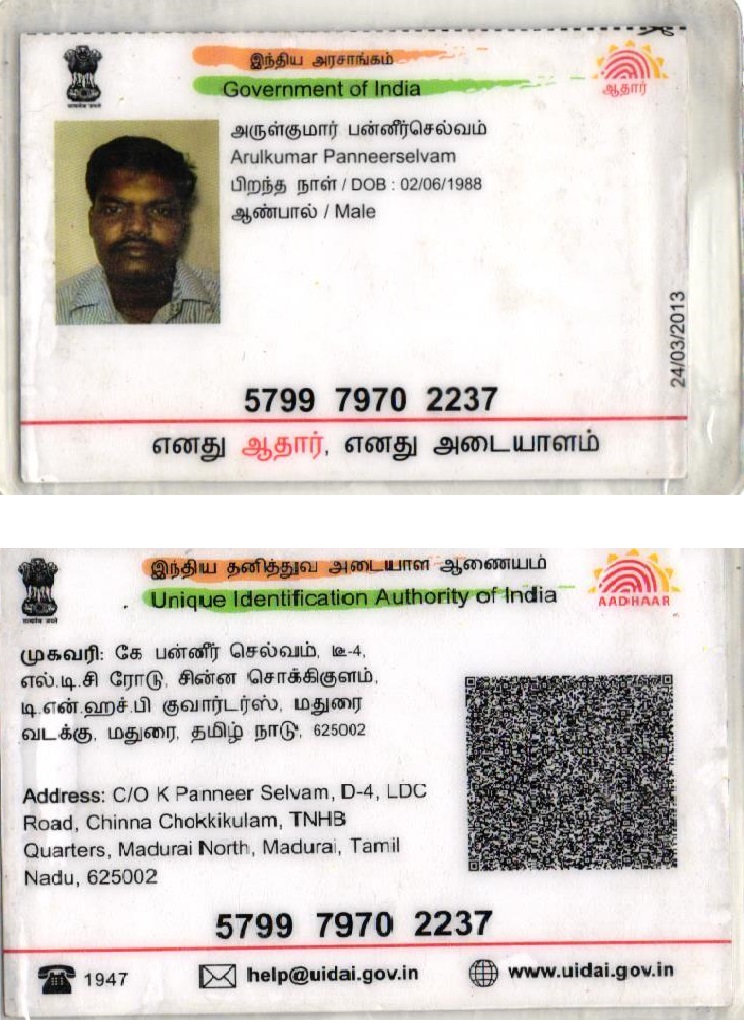 இந்திய அரசாங்கம்
Government of India
ஆதார்
அருள்குமார் பன்னீர்செல்வம்
Arulkumar Panneerselvam
பிறந்த நாள் / DOB : 02/06/1988
ஆண்பால் / Male
24/03/2013
5799 7970 2237
எனது ஆதார், எனது அடையாளம்
இந்திய தனித்துவ அடையாள ஆணையம்
Unique Identification Authority of India
AADHAAR
முகவரி: கே பன்னீர் செல்வம், டீ-4,
எல்.டி.சி ரோடு, சின்ன சொக்கிகுளம்,
டி.என்.ஹச்.பி குவார்டர்ஸ், மதுரை
வடக்கு, மதுரை, தமிழ் நாடு, 625002
Address: C/O K Panneer Selvam, D-4, LDC
Road, Chinna Chokkikulam, TNHB
Quarters, Madurai North, Madurai, Tamil
Nadu, 625002
5799 7970 2237
1947 help@uidai.gov.in www.uidai.gov.in